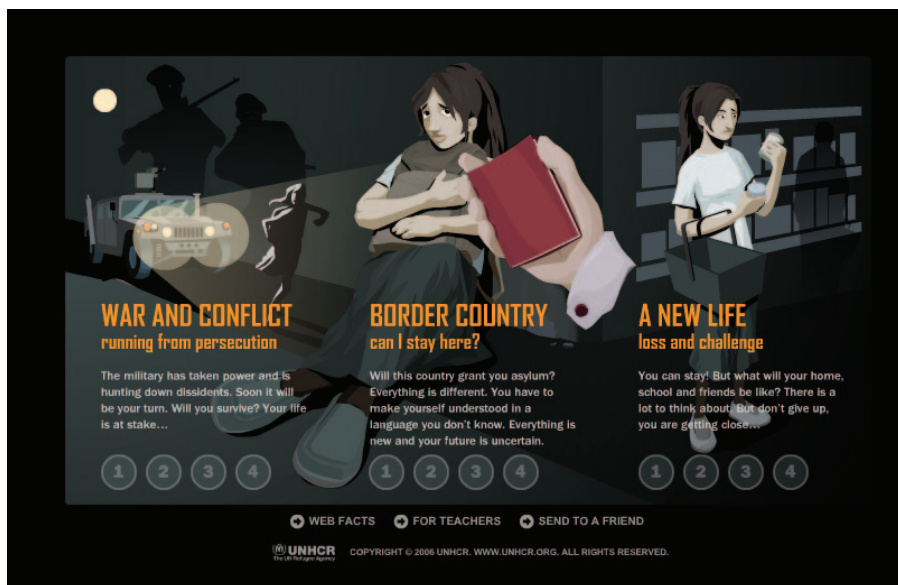 WAR AND CONFLICT
running from persecution
The military has taken power and is
hunting down dissidents. Soon it will
be your turn. Will you survive? Your life
is at stake...
1 2 3 4
BORDER COUNTRY
can I stay here?
Will this country grant you asylum?
Everything is different. You have to
make yourself understood in a
language you don't know. Everything is
new and your future is uncertain.
1 2 3 4
A NEW LIFE
loss and challenge
You can stay! But what will your home,
school and friends be like? There is a
lot to think about. But don't give up,
you are getting close...
1 2 3 4
WEB FACTS FOR TEACHERS SEND TO A FRIEND
UNHCR
The UN Refugee Agency
COPYRIGHT © 2006 UNHCR. WWW.UNHCR.ORG. ALL RIGHTS RESERVED.